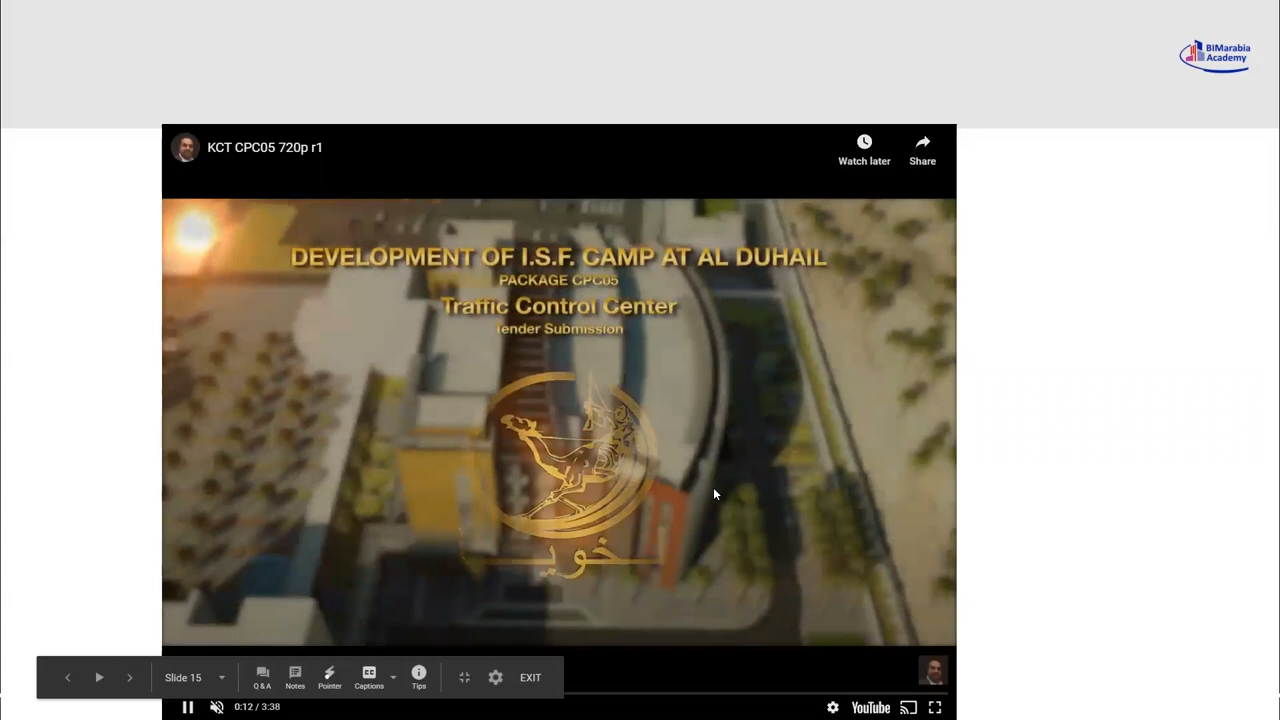 BIMarabia
Academy
KCT CPC05 720p r1
Watch later
Share
DEVELOPMENT OF I.S.F. CAMP AT AL DUHAIL
PACKAGE CPC05
Traffic Control Center
Tender Submission
Slide 15
Q & A
Notes
Pointer
CC
Captions
Tips
EXIT
0:12 / 3:38
YouTube